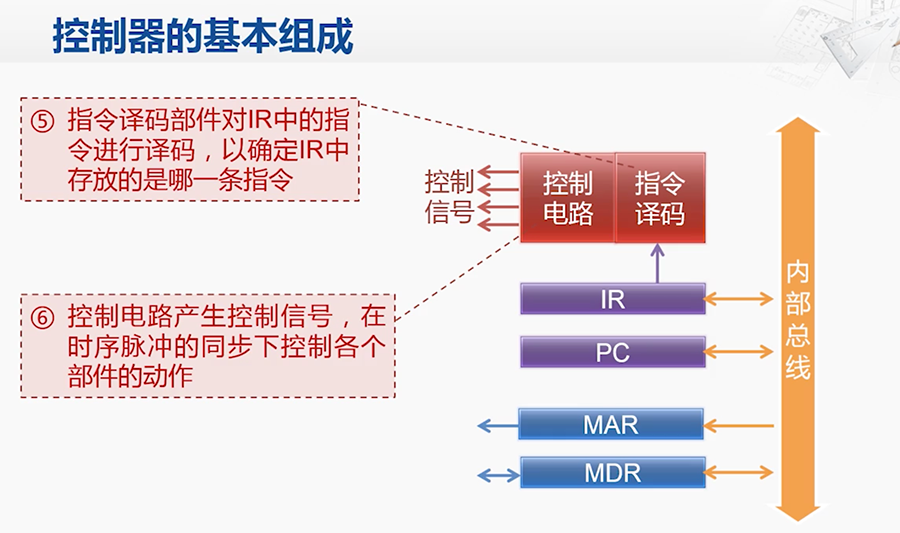 控制器的基本组成
⑤ 指令译码部件对IR中的指
令进行译码，以确定IR中
存放的是哪一条指令
控制
信号
控制
电路
指令
译码
IR
PC
MAR
MDR
内部总线
⑥ 控制电路产生控制信号，在
时序脉冲的同步下控制各个
部件的动作